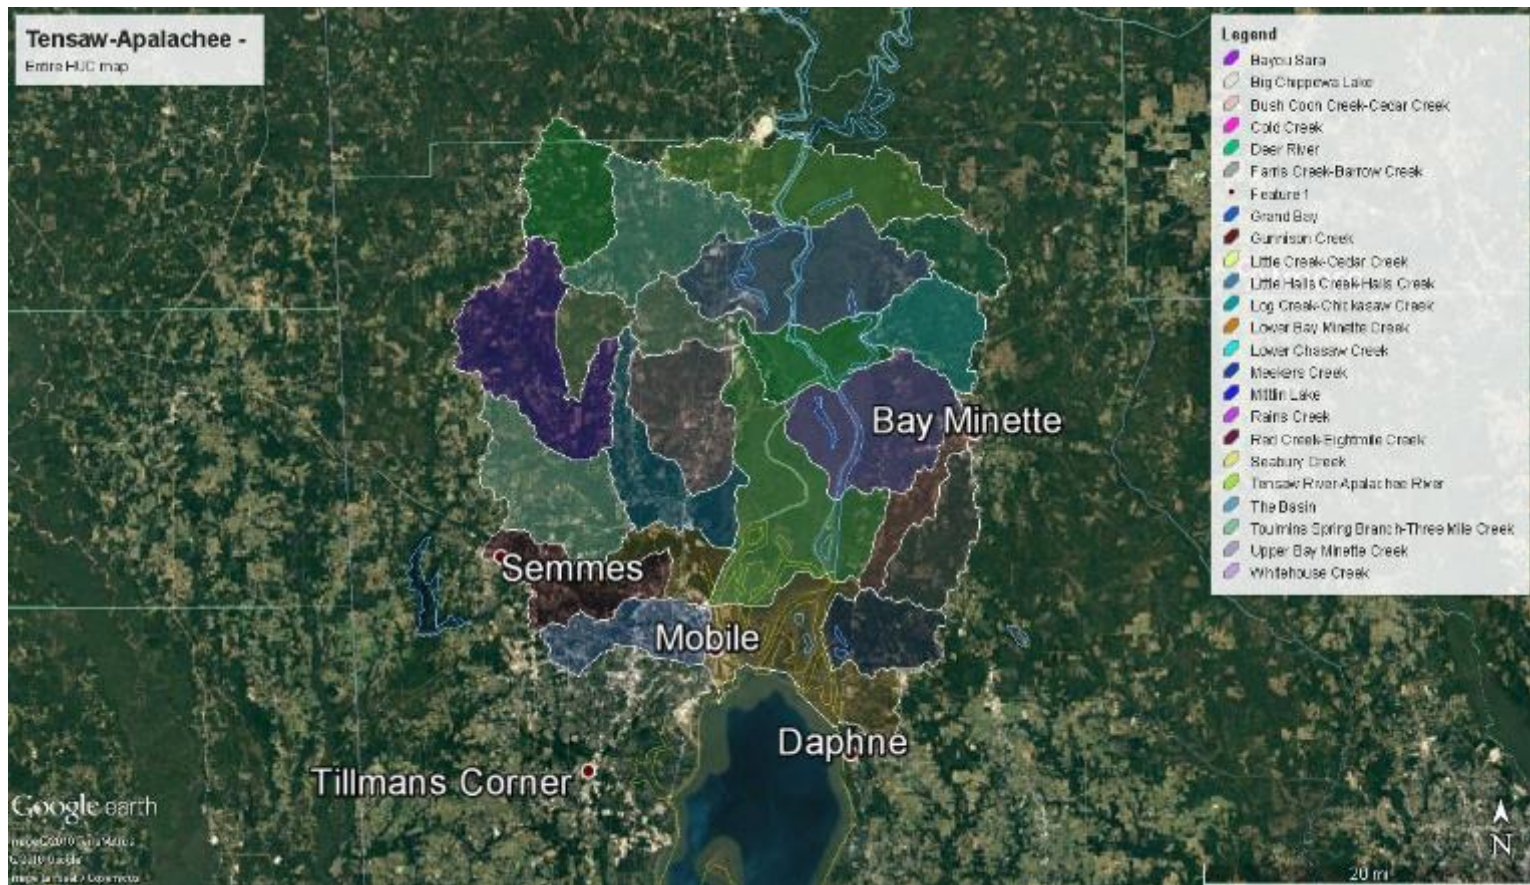 Tensaw-Apalachee -
Entire HUC map
Legend
Bayou Sara
Big Chippewa Lake
Bush Coon Creek-Cedar Creek
Cold Creek
Deer River
Farris Creek-Barrow Creek
Feature 1
Grand Bay
Gunnison Creek
Little Creek-Cedar Creek
Little Halls Creek-Halls Creek
Log Creek-Chickasaw Creek
Lower Bay Minette Creek
Lower Chasaw Creek
Meekers Creek
Mifflin Lake
Rains Creek
Red Creek-Eightmile Creek
Seabury Creek
Tensaw River-Apalachee River
The Basin
Toulmins Spring Branch-Three Mile Creek
Upper Bay Minette Creek
Whitehouse Creek
Bay Minette
Semmes
Mobile
Daphne
Tillmans Corner
Google earth
N
20 mi